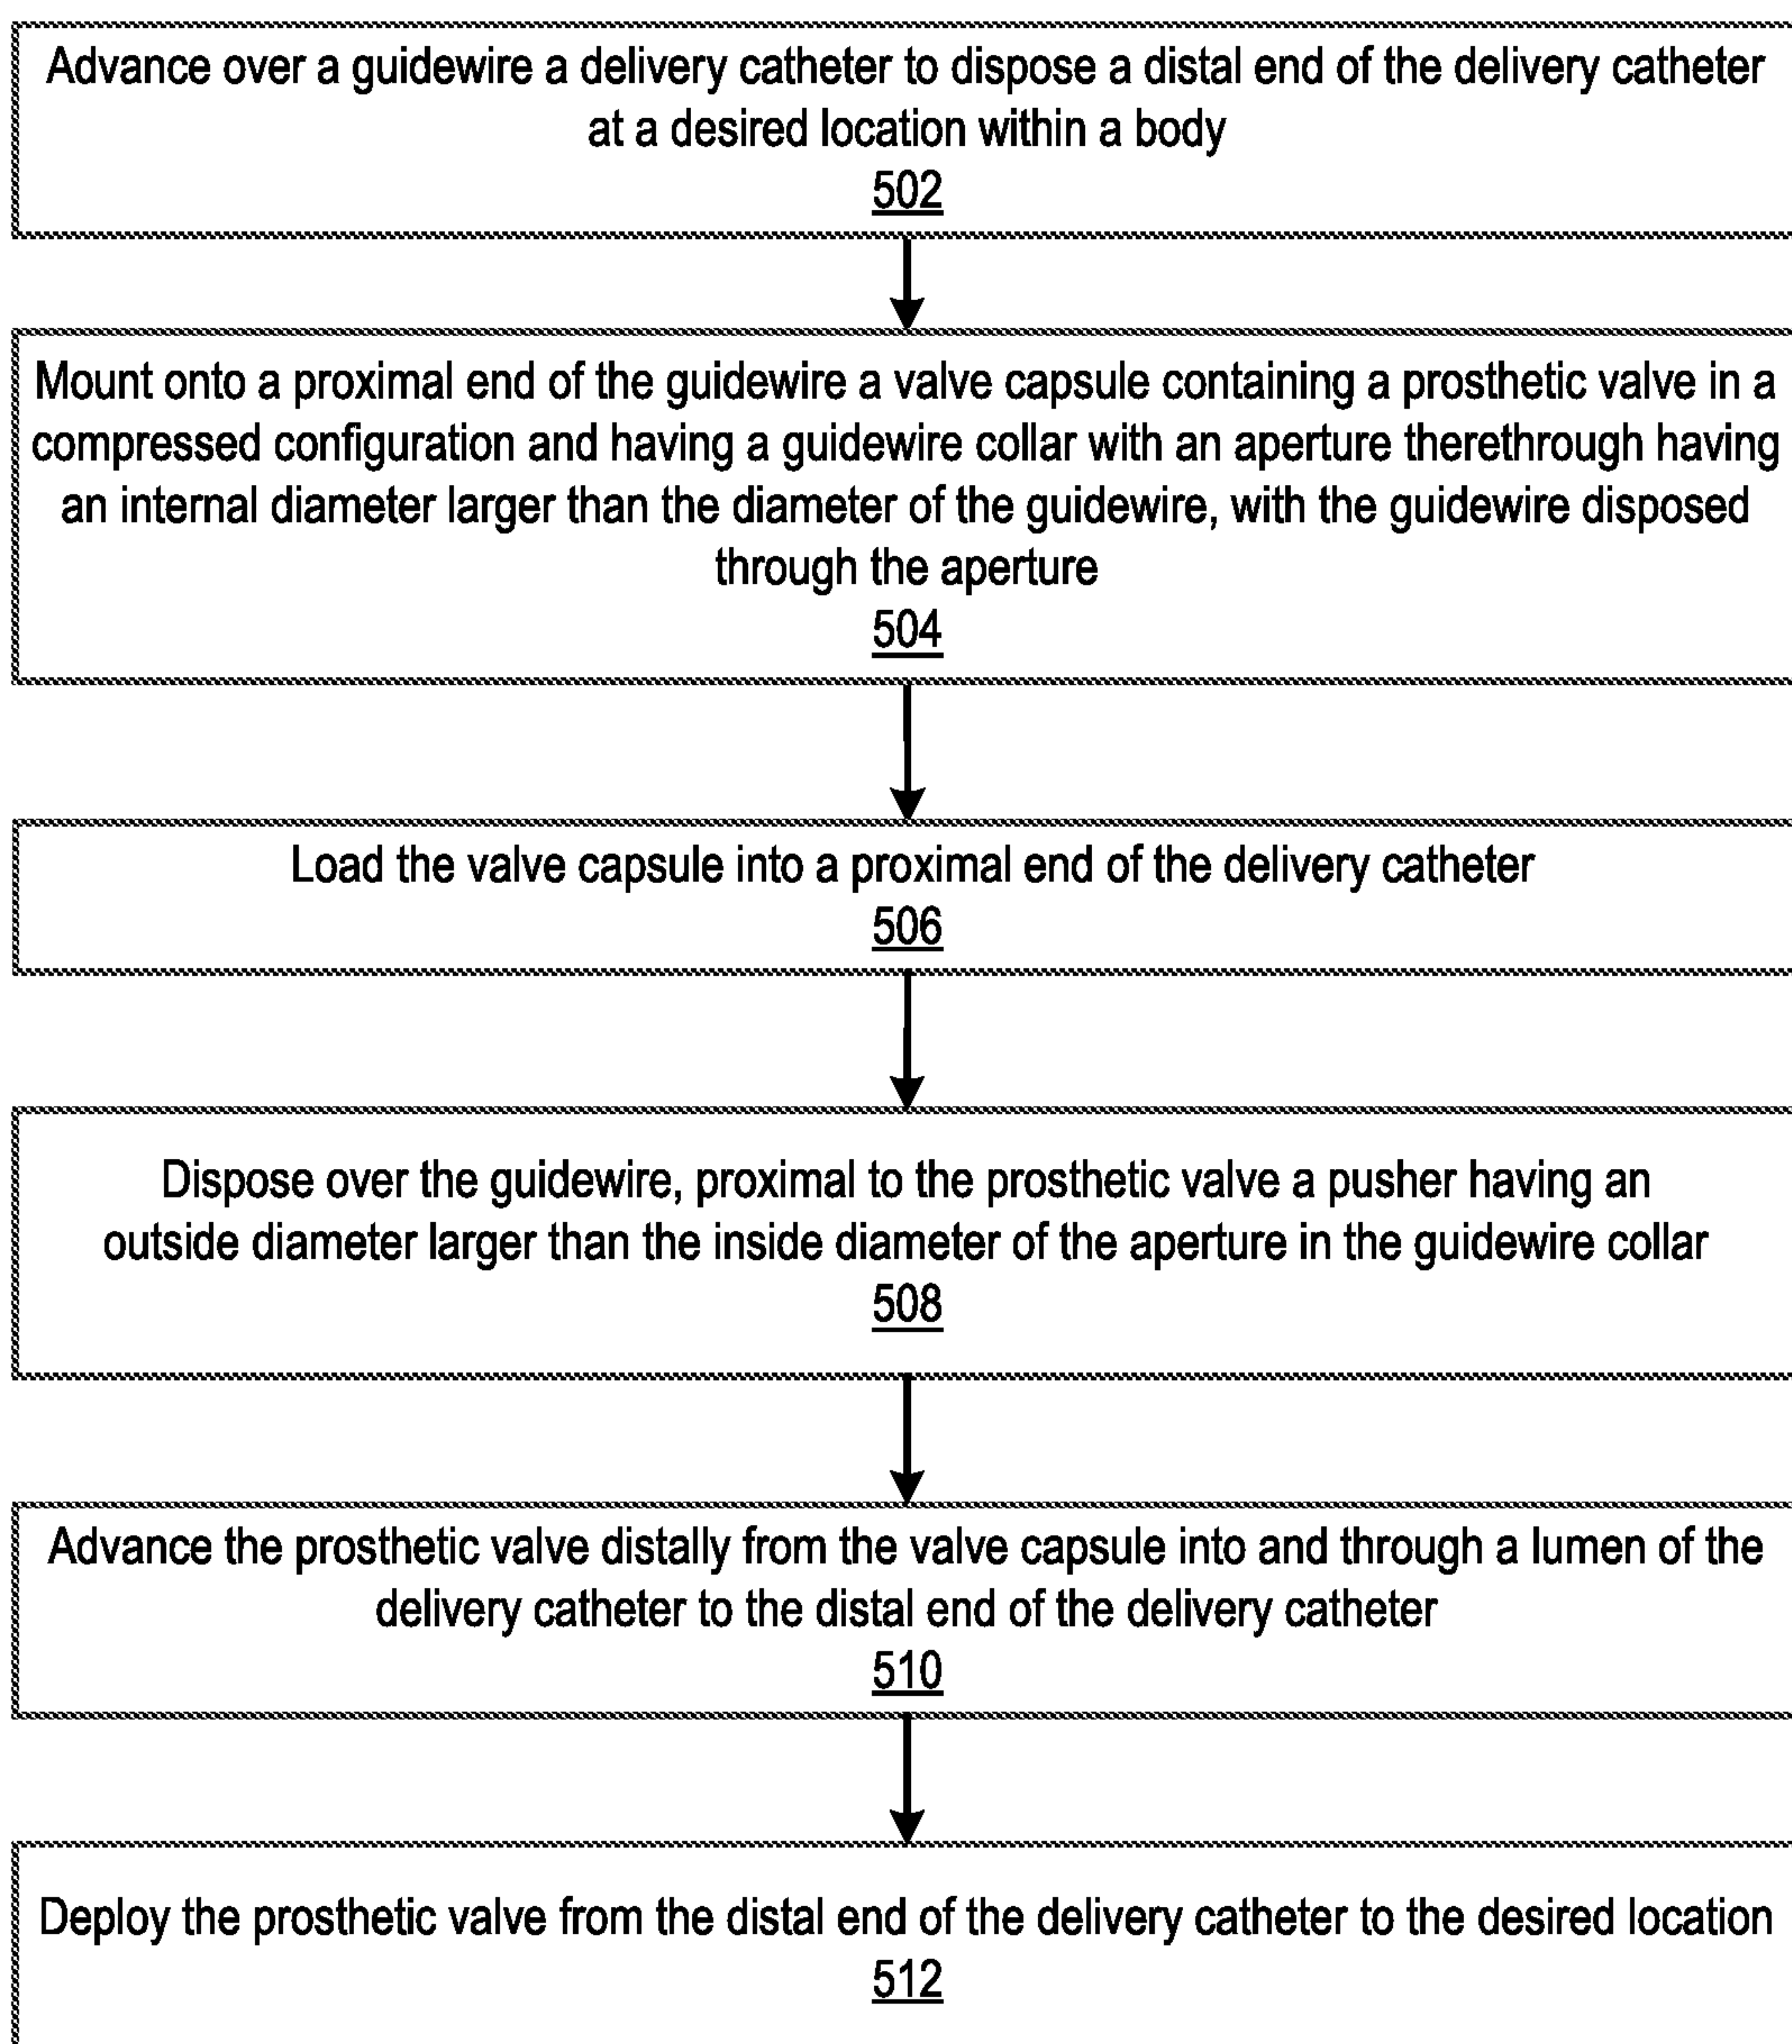 Advance over a guidewire a delivery catheter to dispose a distal end of the delivery catheter
at a desired location within a body
502
Mount onto a proximal end of the guidewire a valve capsule containing a prosthetic valve in a
compressed configuration and having a guidewire collar with an aperture therethrough having
an internal diameter larger than the diameter of the guidewire, with the guidewire disposed
through the aperture
504
Load the valve capsule into a proximal end of the delivery catheter
506
Dispose over the guidewire, proximal to the prosthetic valve a pusher having an
outside diameter larger than the inside diameter of the aperture in the guidewire collar
508
Advance the prosthetic valve distally from the valve capsule into and through a lumen of the
delivery catheter to the distal end of the delivery catheter
510
Deploy the prosthetic valve from the distal end of the delivery catheter to the desired location
512